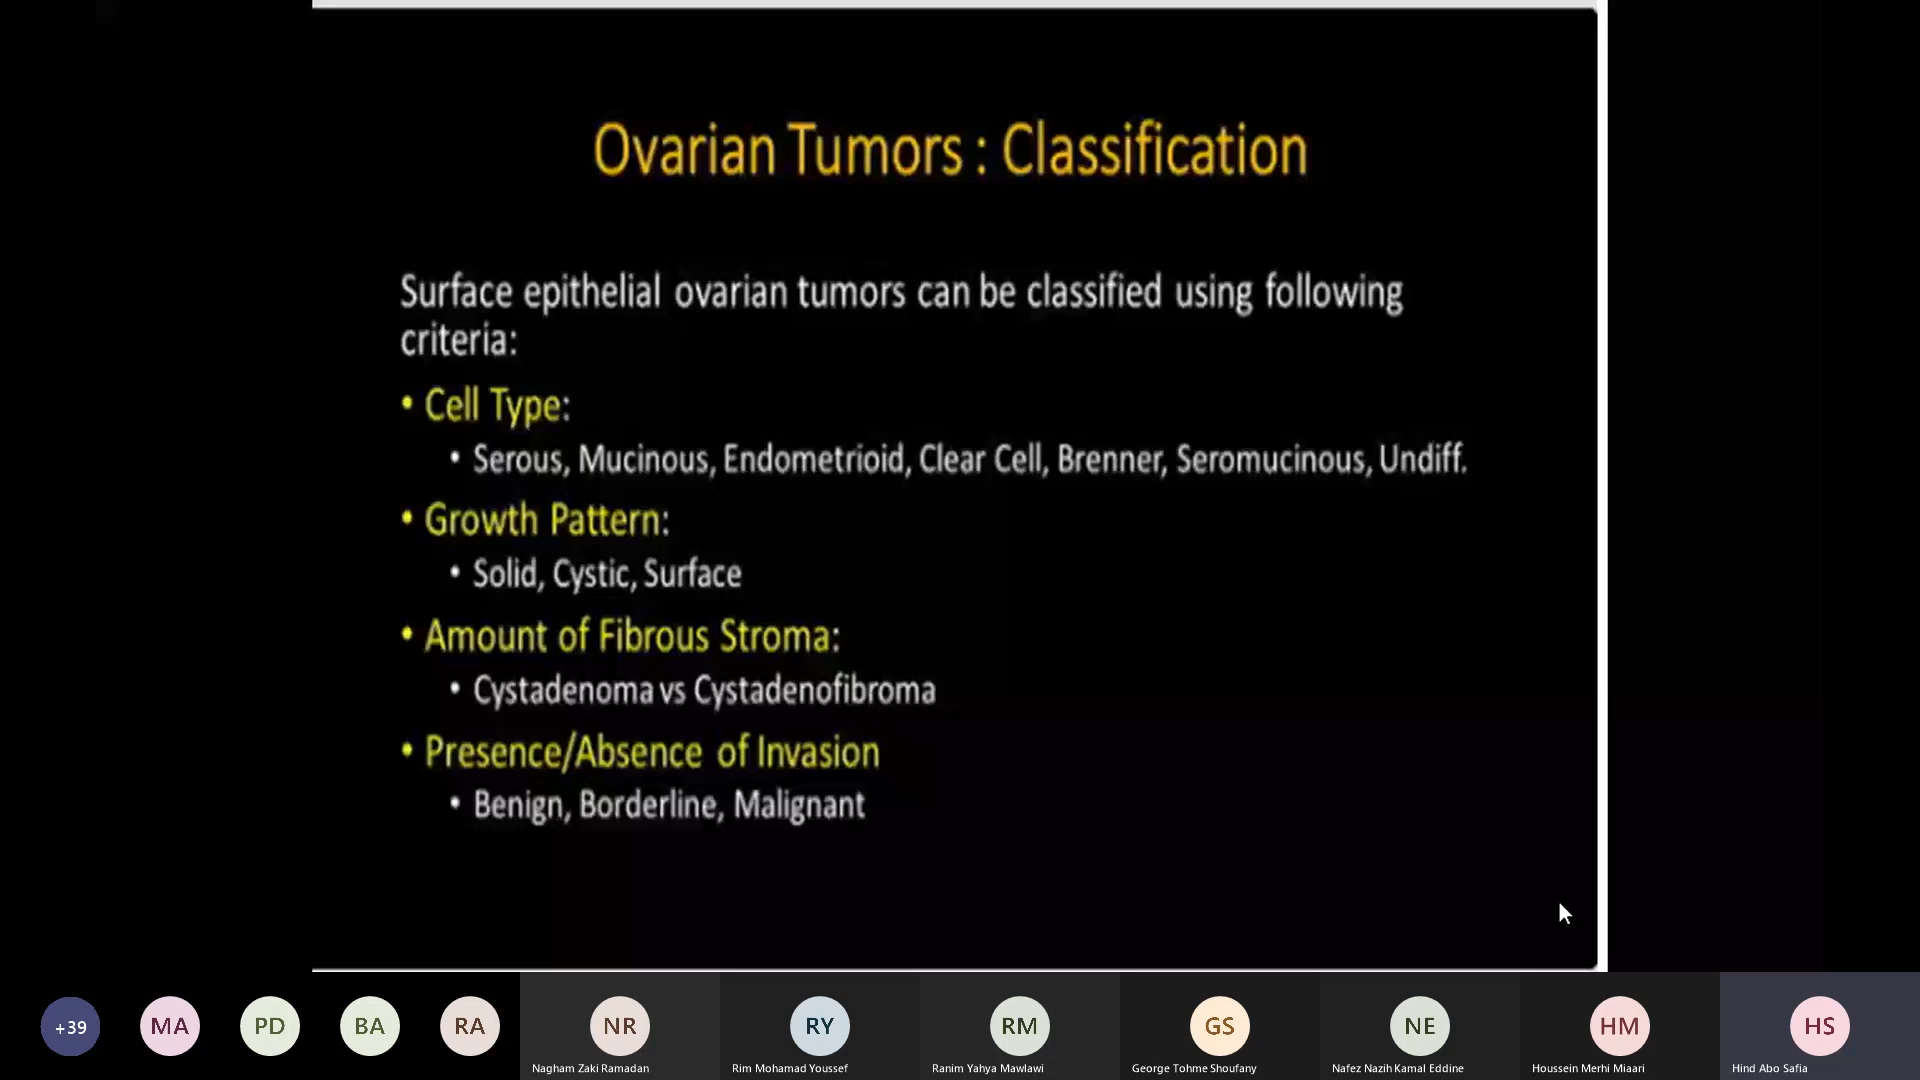 Ovarian Tumors : Classification
Surface epithelial ovarian tumors can be classified using following
criteria:
• Cell Type:
• Serous, Mucinous, Endometrioid, Clear Cell, Brenner, Seromucinous, Undiff.
• Growth Pattern:
• Solid, Cystic, Surface
• Amount of Fibrous Stroma:
• Cystadenoma vs Cystadenofibroma
• Presence/Absence of Invasion
• Benign, Borderline, Malignant
+39 MA PD BA RA NR RY RM GS NE HM HS
Nagham Zaki Ramadan Rim Mohamad Youssef Ranim Yahya Mawlawi George Tohme Shoufany Nafez Nazih Kamal Eddine Houssein Merhi Miaari Hind Abo Safia